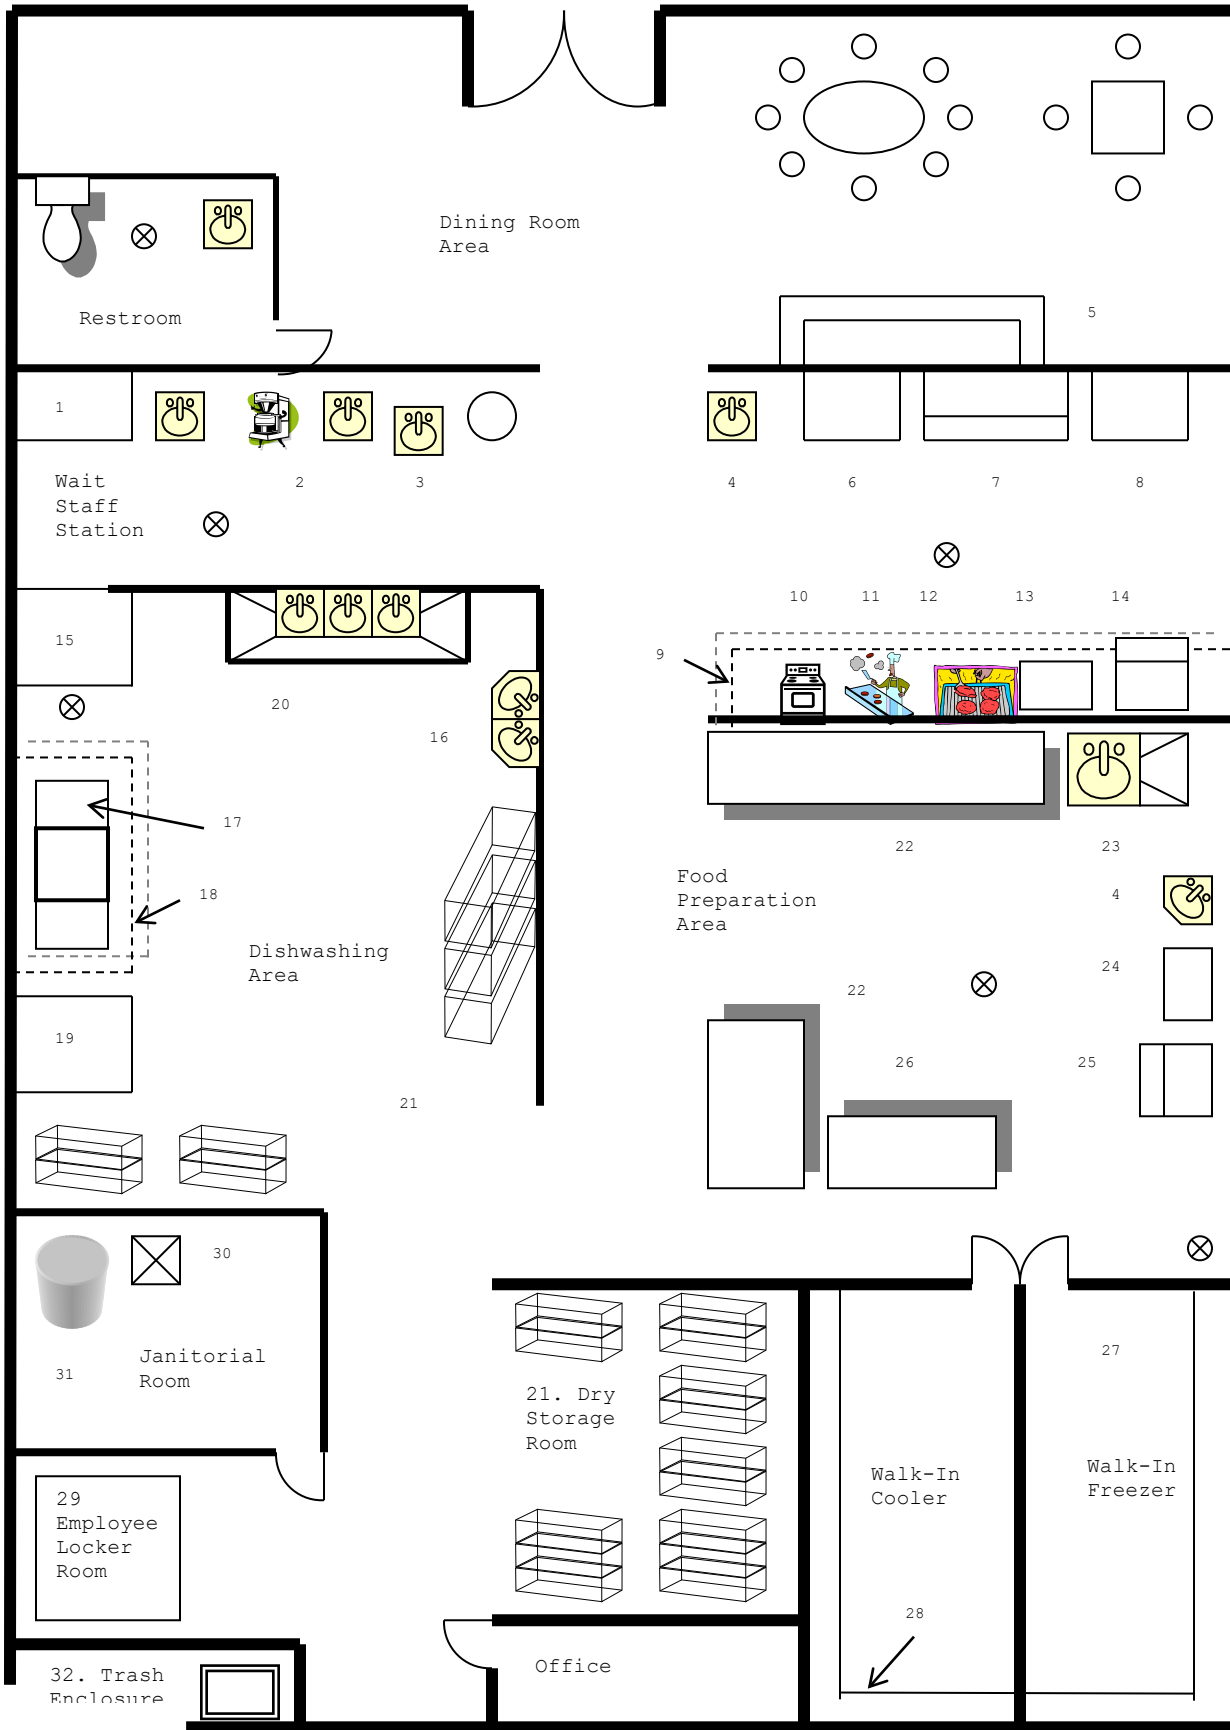 Dining Room
Area
Restroom
5
1
2
3
4
6
7
8
Wait
Staff
Station
10
11
12
13
14
15
9
20
16
17
22
23
18
Food
Preparation
Area
4
Dishwashing
Area
24
22
19
26
25
21
30
31
Janitorial
Room
27
21. Dry
Storage
Room
Walk-In
Cooler
Walk-In
Freezer
29
Employee
Locker
Room
28
32. Trash
Enclosure
Office